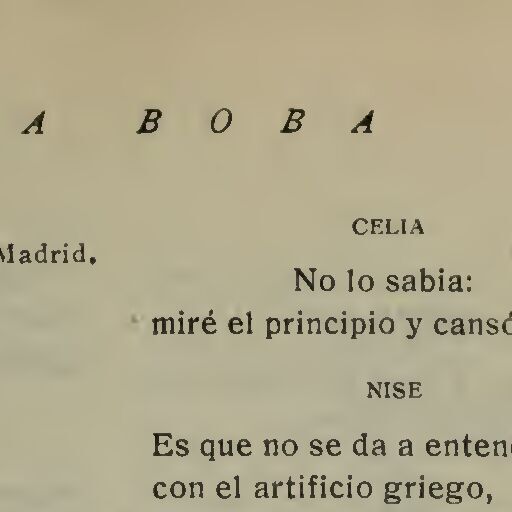 A BOBA
Madrid.
CELIA
No lo sabia:
miré el principio y cansó
NISE
Es que no se da a enten
con el artificio griego,